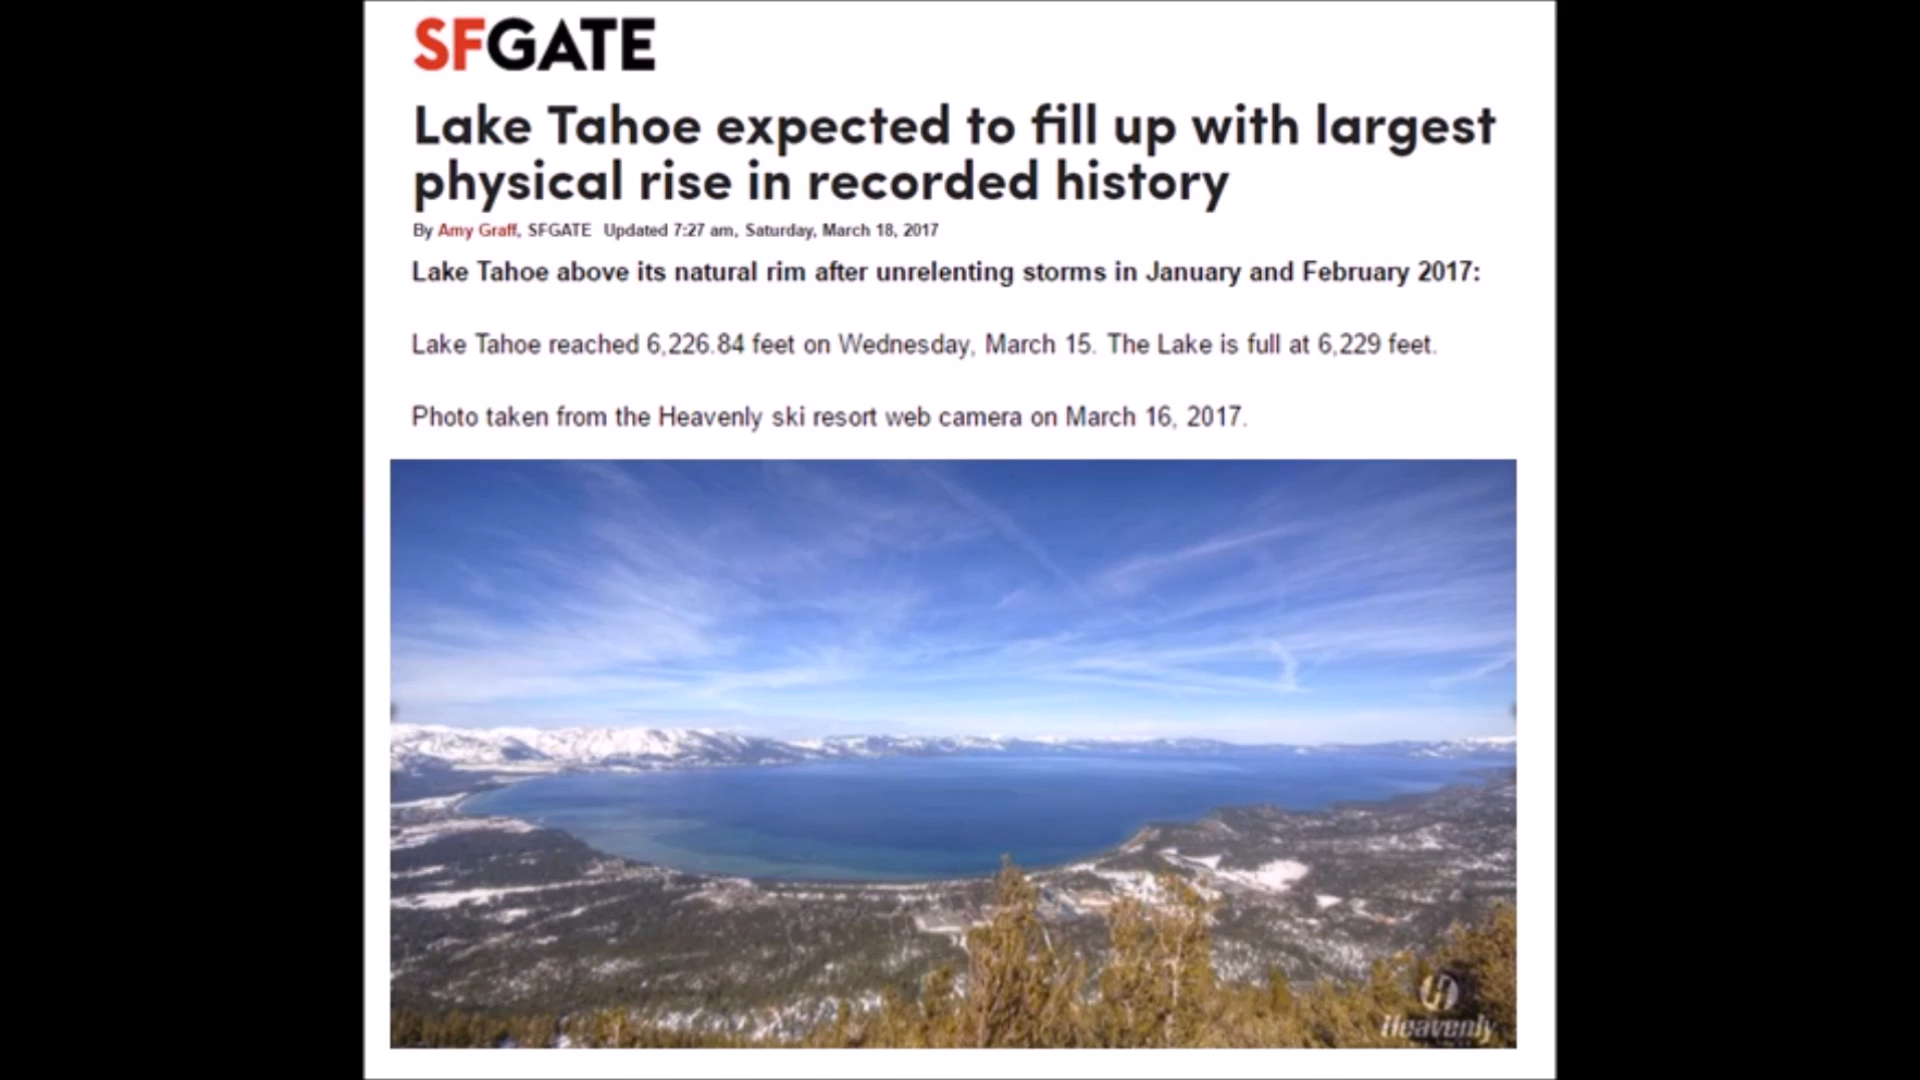 SFGATE
Lake Tahoe expected to fill up with largest
physical rise in recorded history
By Amy Graff, SFGATE Updated 7:27 am, Saturday, March 18, 2017
Lake Tahoe above its natural rim after unrelenting storms in January and February 2017:
Lake Tahoe reached 6,226.84 feet on Wednesday, March 15. The Lake is full at 6,229 feet.
Photo taken from the Heavenly ski resort web camera on March 16, 2017.
Heavenly